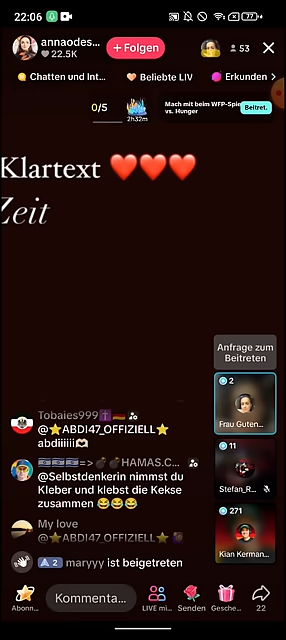 22:06
77
annaodes...
22.5K
+ Folgen
53
Chatten und Int...
Beliebte LIV
Erkunden >
0/5
2h32m
Mach mit beim WFP-Spie
vs. Hunger
Beitret.
Klartext ❤️❤️❤️
Zeit
Anfrage zum
Beitreten
2
Frau Guten...
11
Stefan_R...
271
Kian Kerman...
Tobaies999✝️🇩🇪
@⭐ABDI47_OFFIZIELL⭐
abdiiiiii🫶🏻
🇮🇱🇮🇱🇮🇱=>💣💣HAMAS.C...
@Selbstdenkerin nimmst du
Kleber und klebst die Kekse
zusammen 😂😂😂
My love
@⭐ABDI47_OFFIZIELL⭐ 💣
2 maryyy ist beigetreten
Abonn...
Kommenta...
LIVE mi...
Senden
Gesche...
22